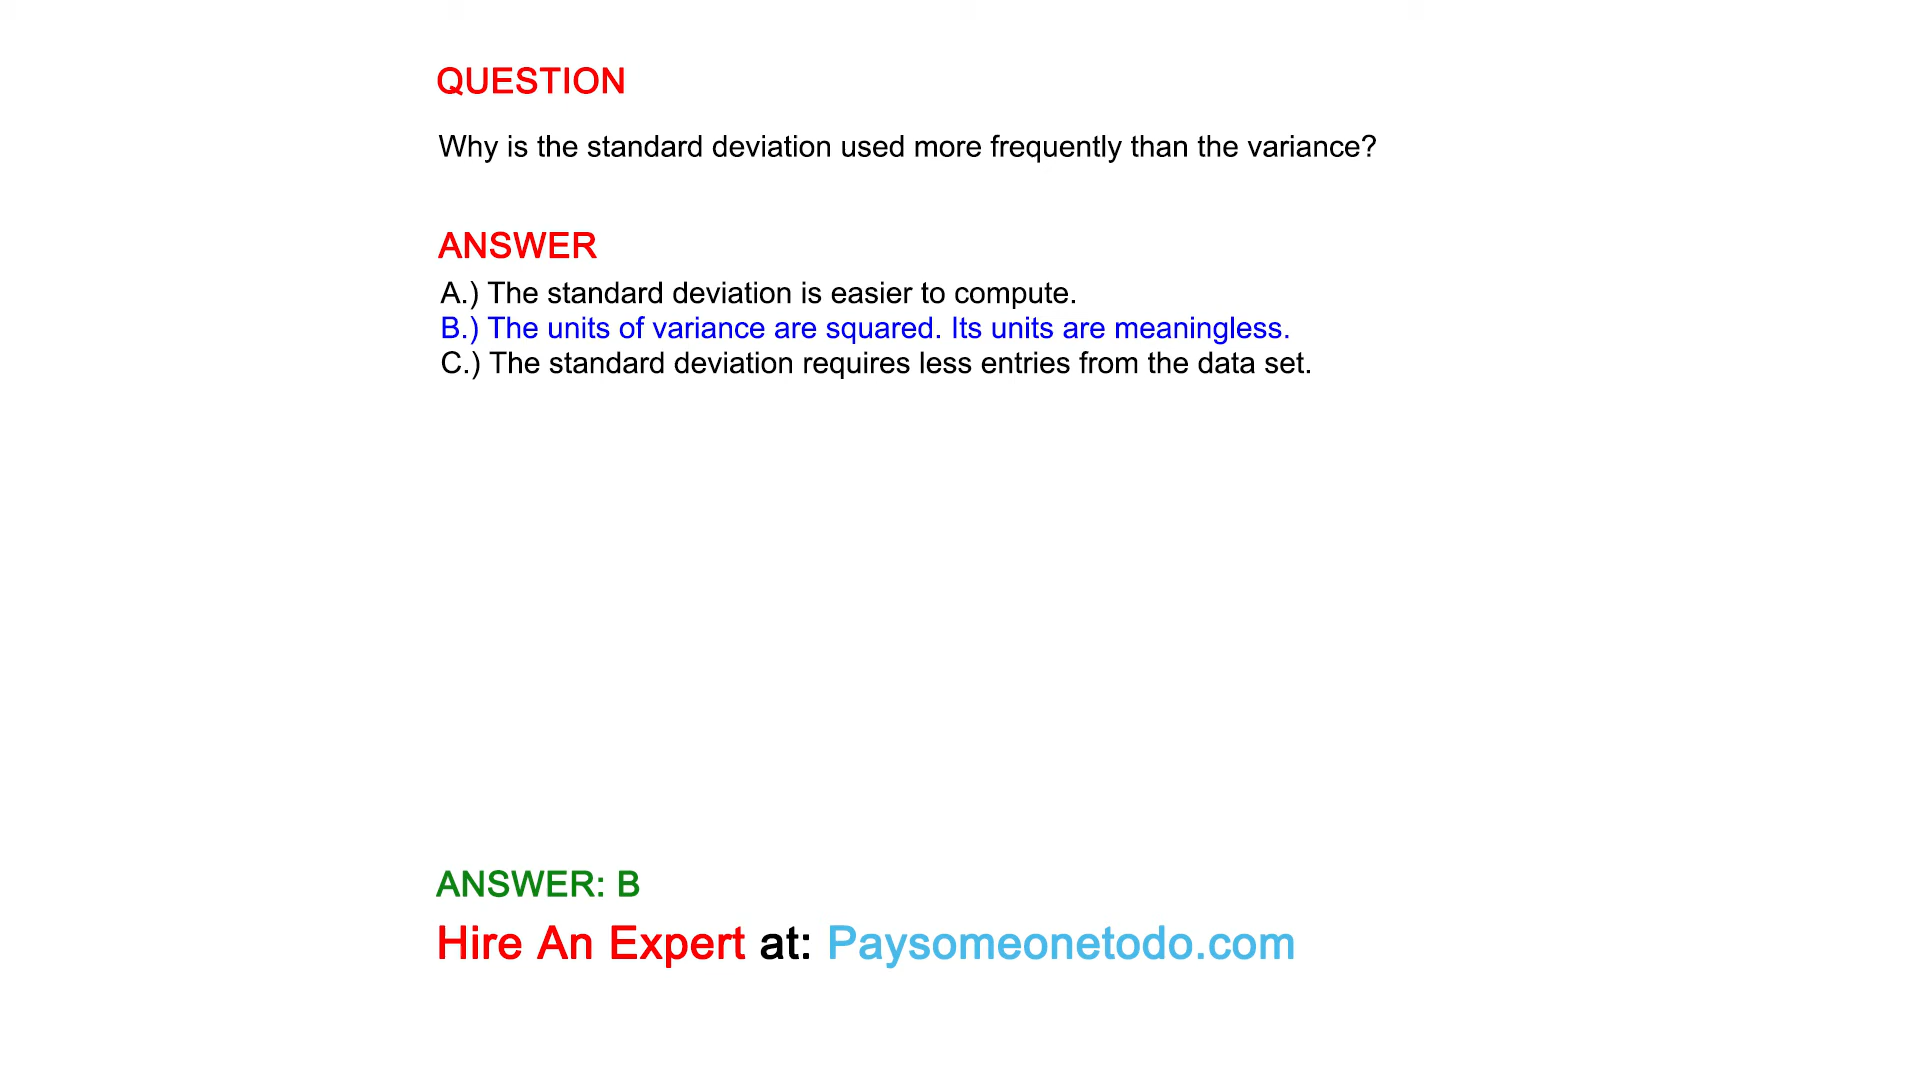 QUESTION
Why is the standard deviation used more frequently than the variance?
ANSWER
A.) The standard deviation is easier to compute.
B.) The units of variance are squared. Its units are meaningless.
C.) The standard deviation requires less entries from the data set.
ANSWER: B
Hire An Expert at: Paysomeonetodo.com